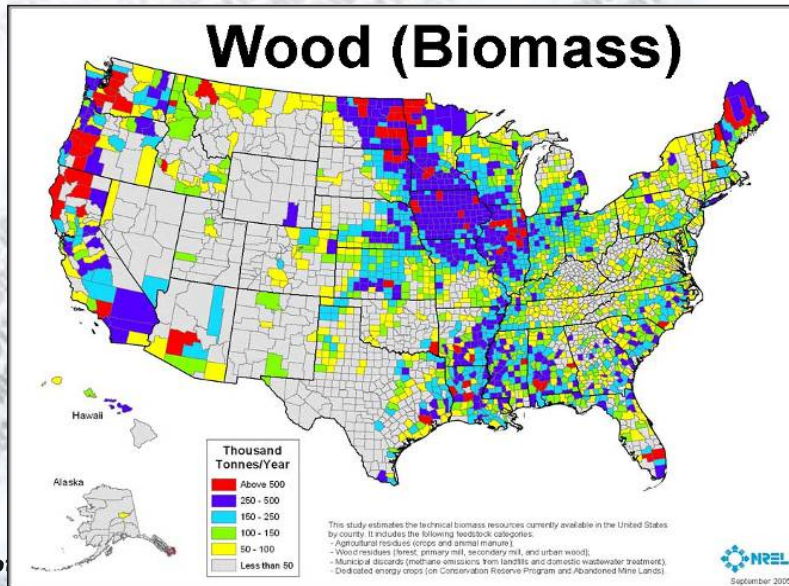 Wood (Biomass)
Hawaii
Alaska
Thousand
Tonnes/Year
Above 500
250 - 500
150 - 250
100 - 150
50 - 100
Less than 50
This study estimates the technical biomass resources currently available in the United States
by county. It includes the following feedstock categories:
- Agricultural residues (crops and animal manure);
- Wood residues (forest, primary mill, secondary mill, and urban wood);
- Municipal discards (methane emissions from landfills and domestic wastewater treatment);
- Dedicated energy crops (on Conservation Reserve Program and Abandoned Mine Lands).
NREL